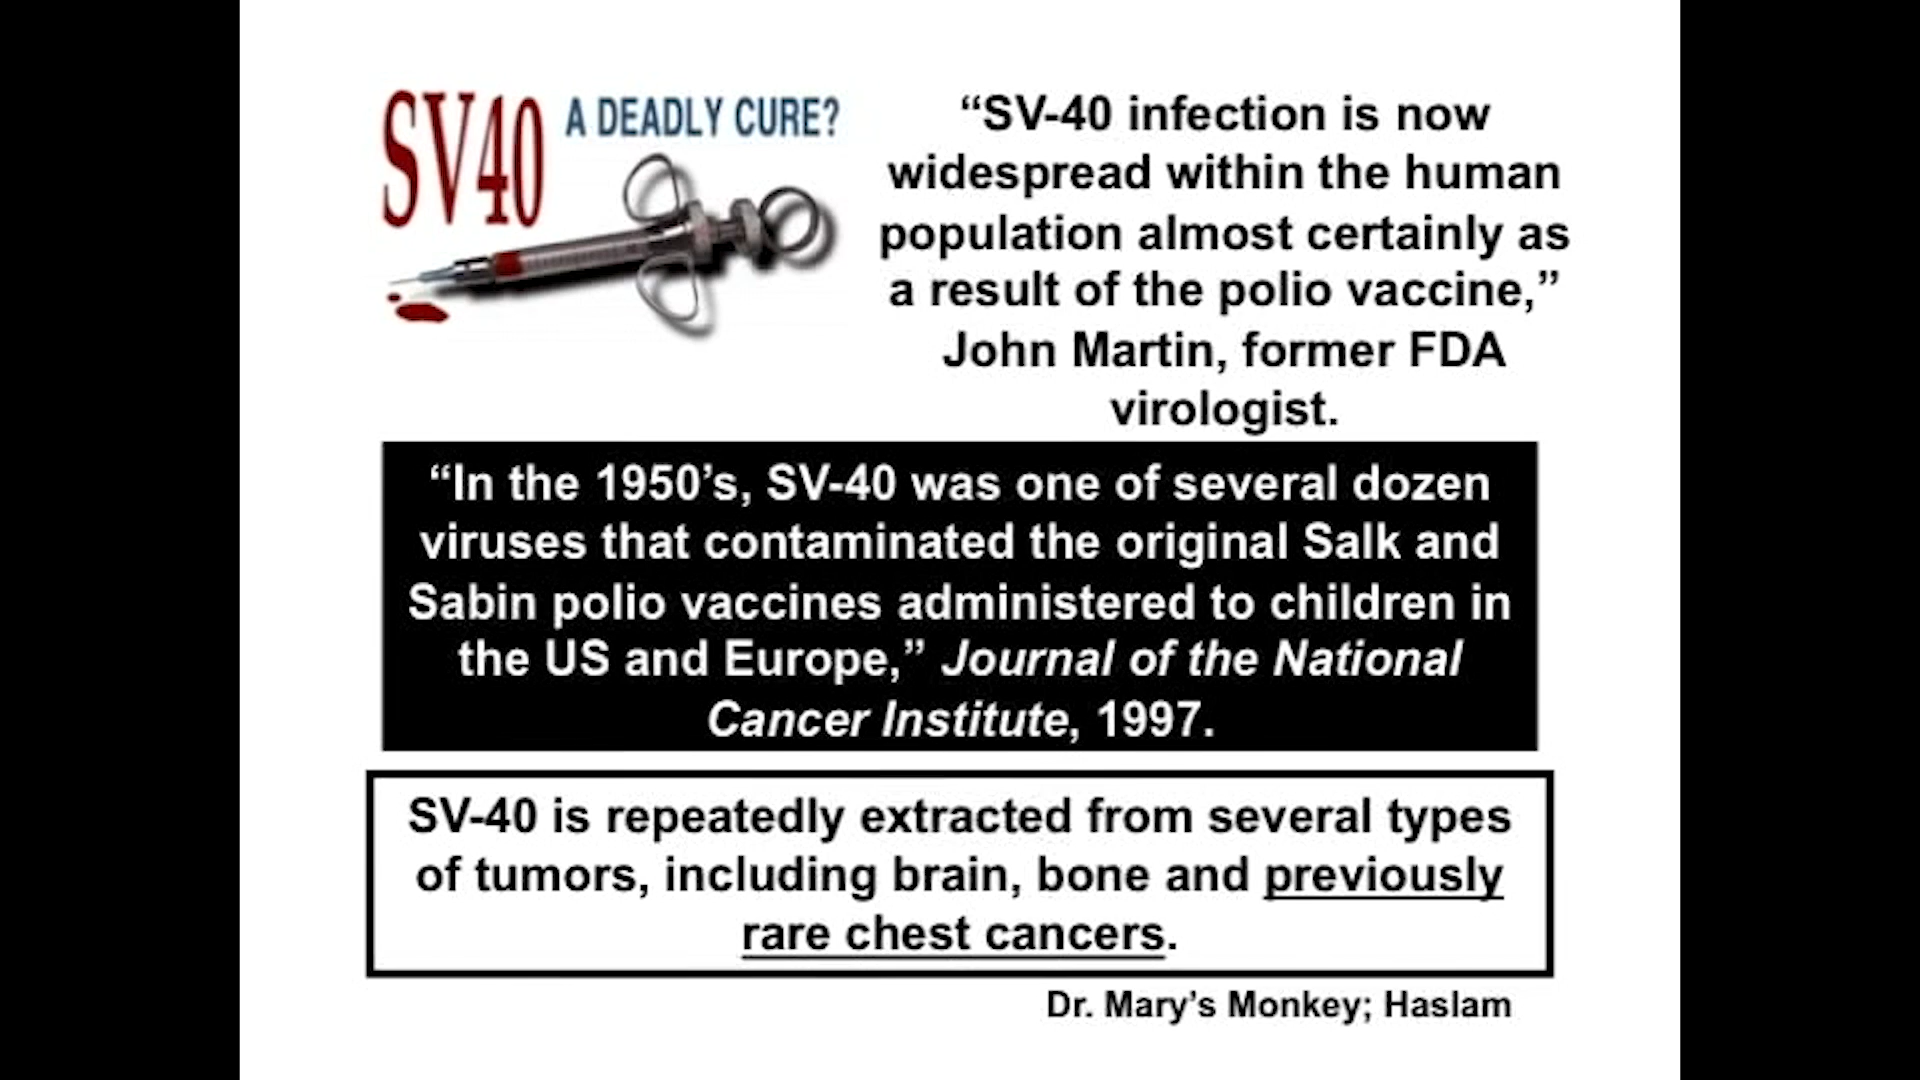 SV40 A DEADLY CURE?
“SV-40 infection is now
widespread within the human
population almost certainly as
a result of the polio vaccine,”
John Martin, former FDA
virologist.
“In the 1950’s, SV-40 was one of several dozen
viruses that contaminated the original Salk and
Sabin polio vaccines administered to children in
the US and Europe,” Journal of the National
Cancer Institute, 1997.
SV-40 is repeatedly extracted from several types
of tumors, including brain, bone and previously
rare chest cancers.
Dr. Mary’s Monkey; Haslam